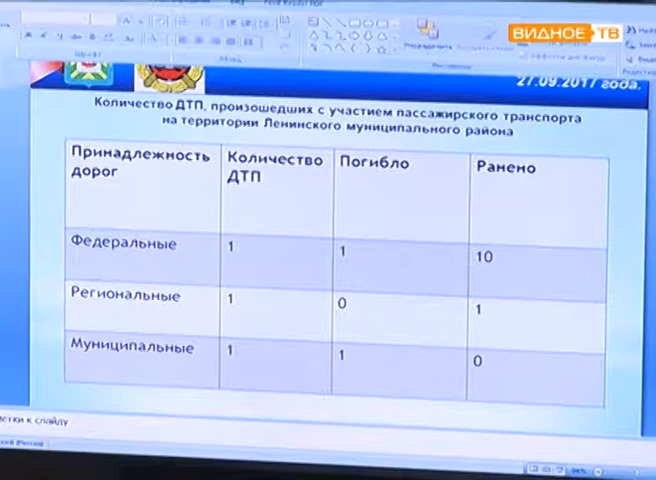 ВИДНОЕ ТВ
27.09.2017 года.
Количество ДТП, произошедших с участием пассажирского транспорта
на территории Ленинского муниципального района
Принадлежность дорог
Количество ДТП
Погибло
Ранено
Федеральные 1 1 10
Региональные 1 0 1
Муниципальные 1 1 0
к слайду